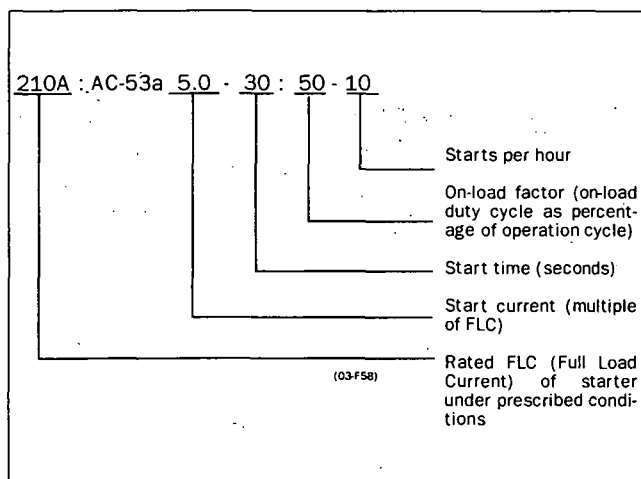 210A : AC-53a 5.0 - 30 : 50 - 10
Starts per hour
On-load factor (on-load
duty cycle as percent-
age of operation cycle)
Start time (seconds)
Start current (multiple
of FLC)
(03-F58)
Rated FLC (Full Load
Current) of starter
under prescribed condi-
tions